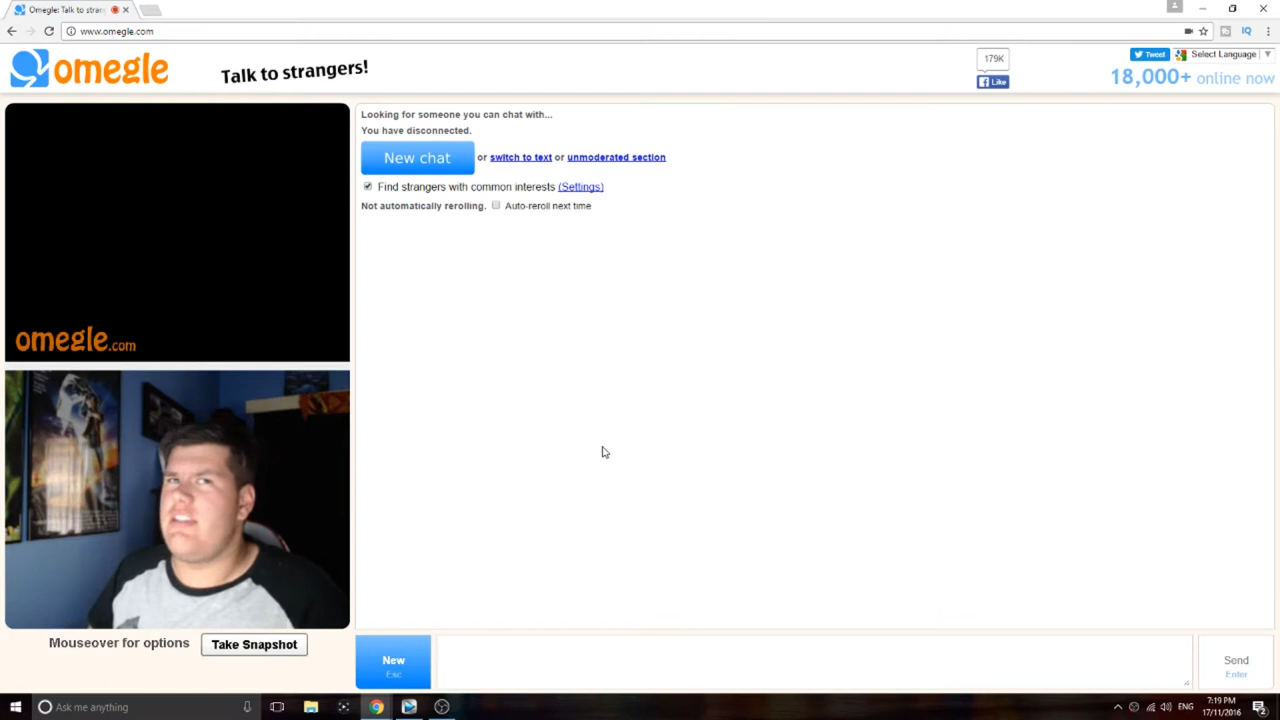 Omegle: Talk to stran
www.omegle.com
omegle
Talk to strangers!
179K
Like
Tweet
Select Language
18,000+ online now
omegle.com
Looking for someone you can chat with...
You have disconnected.
New chat or switch to text or unmoderated section
Find strangers with common interests (Settings)
Not automatically rerolling. Auto-reroll next time
Mouseover for options
Take Snapshot
New
Esc
Send
Enter
Ask me anything
ENG
7:19 PM
17/11/2016
2
IQ